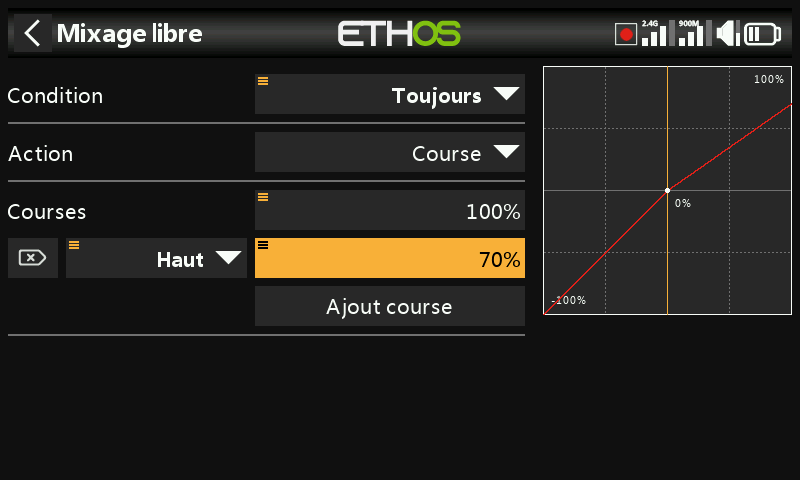 Mixage libre
ETHOS
2.4G
900M
Condition
Toujours
Action
Course
Courses
100%
Haut
70%
Ajout course
100%
0%
-100%